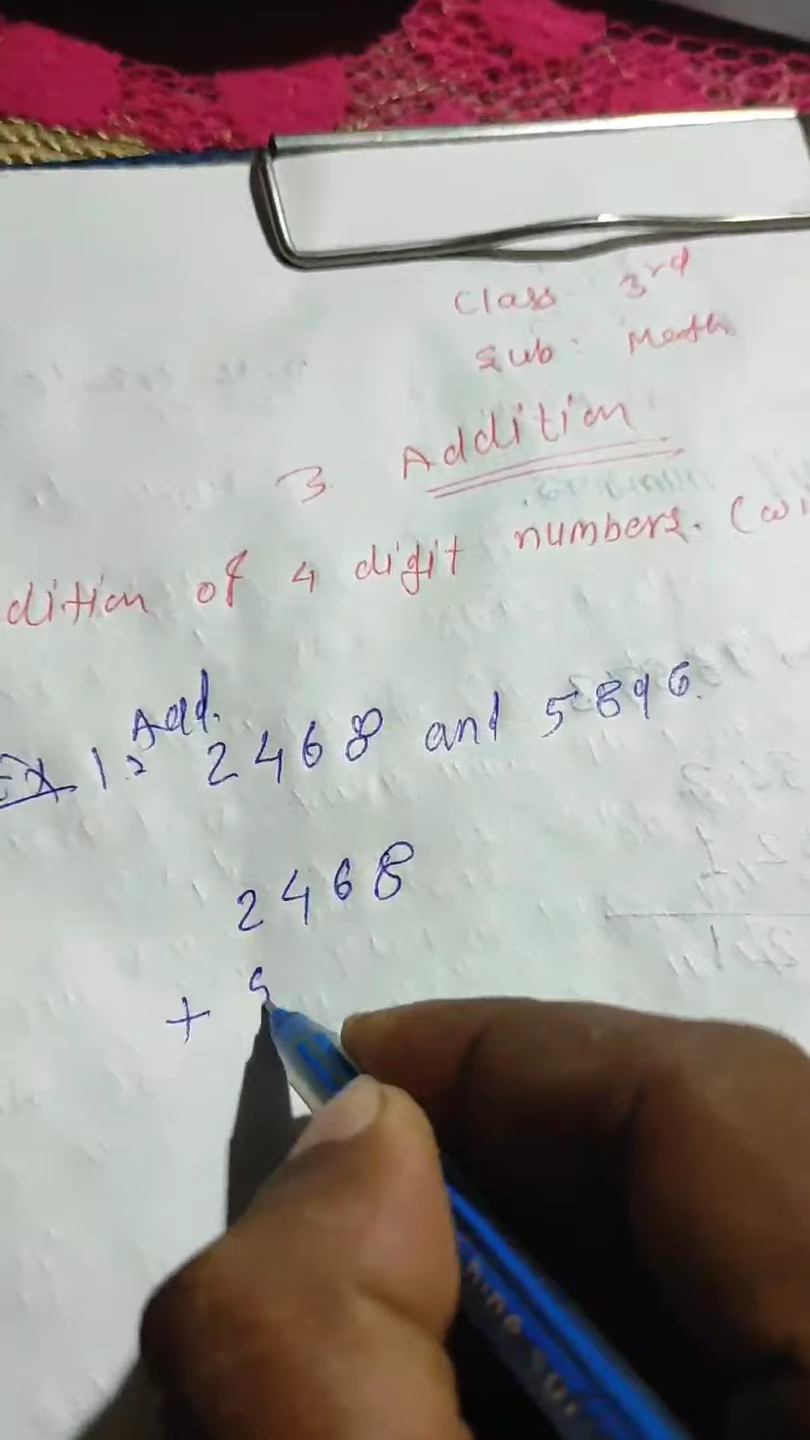 Class 3rd
Sub: Math
3. Addition
dition of 4 digit numbers. (wi
Ex 1: Add. 2468 and 5896.
2468
+ 5